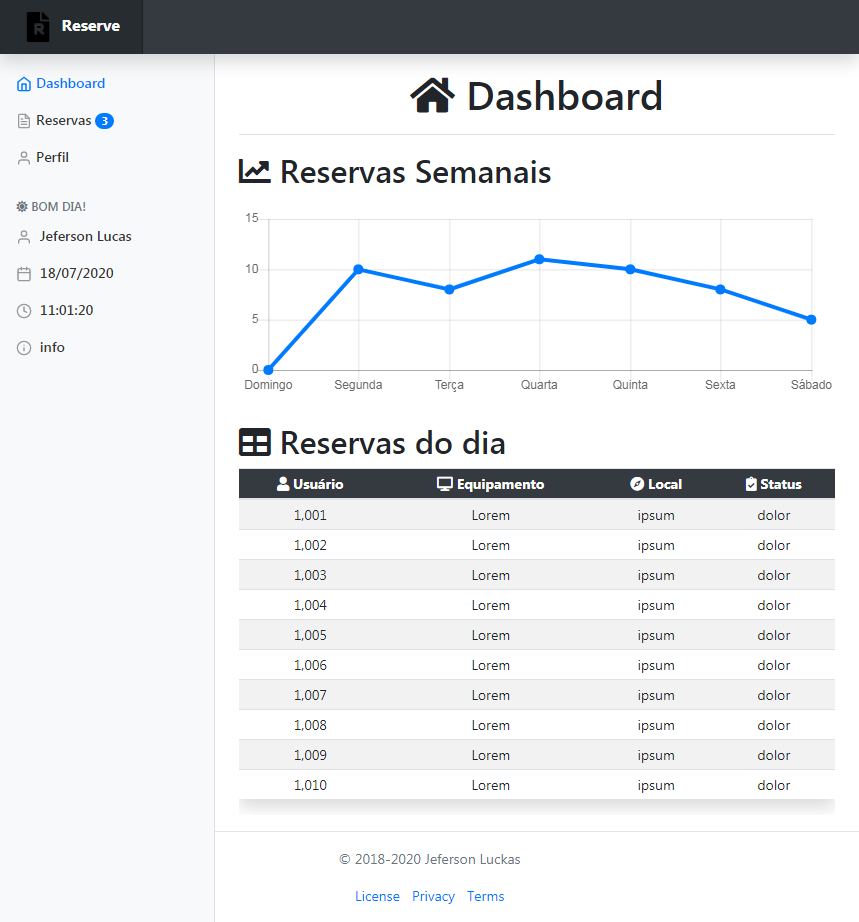 R Reserve
Dashboard
Reservas 3
Perfil
BOM DIA!
Jeferson Lucas
18/07/2020
11:01:20
info
Dashboard
Reservas Semanais
15
10
5
0
Domingo Segunda Terça Quarta Quinta Sexta Sábado
Reservas do dia
Usuário Equipamento Local Status
1,001 Lorem ipsum dolor
1,002 Lorem ipsum dolor
1,003 Lorem ipsum dolor
1,004 Lorem ipsum dolor
1,005 Lorem ipsum dolor
1,006 Lorem ipsum dolor
1,007 Lorem ipsum dolor
1,008 Lorem ipsum dolor
1,009 Lorem ipsum dolor
1,010 Lorem ipsum dolor
© 2018-2020 Jeferson Luckas
License Privacy Terms